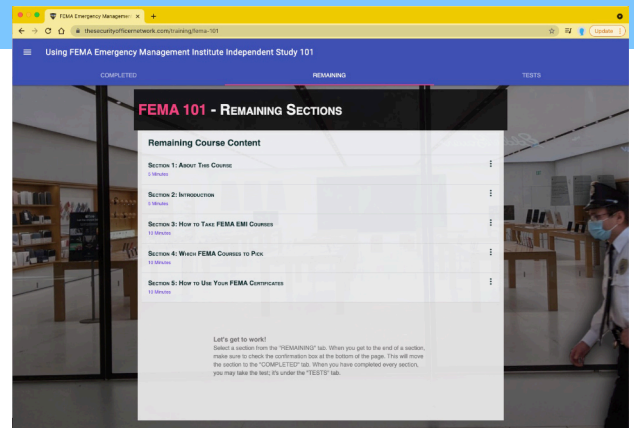 FEMA Emergency Management
thesecurityofficernetwork.com/training/fema-101
Update
Using FEMA Emergency Management Institute Independent Study 101
COMPLETED
REMAINING
TESTS
FEMA 101 - REMAINING SECTIONS
Remaining Course Content
SECTION 1: ABOUT THIS COURSE
5 Minutes
SECTION 2: INTRODUCTION
5 Minutes
SECTION 3: HOW TO TAKE FEMA EMI COURSES
10 Minutes
SECTION 4: WHICH FEMA COURSES TO PICK
10 Minutes
SECTION 5: HOW TO USE YOUR FEMA CERTIFICATES
10 Minutes
Let's get to work!
Select a section from the "REMAINING" tab. When you get to the end of a section,
make sure to check the confirmation box at the bottom of the page. This will move
the section to the "COMPLETED" tab. When you have completed every section,
you may take the test; it's under the "TESTS" tab.